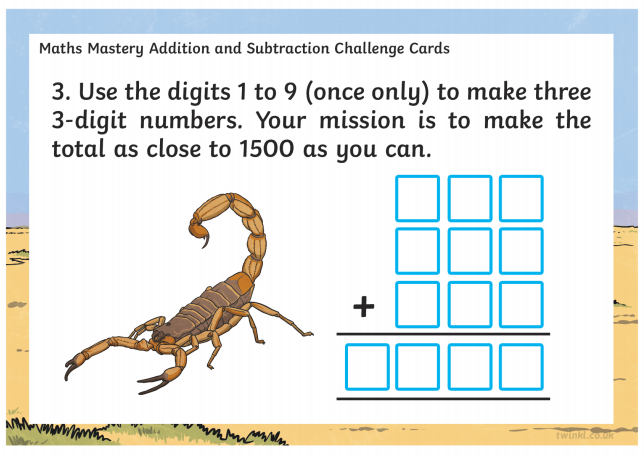 Maths Mastery Addition and Subtraction Challenge Cards
3. Use the digits 1 to 9 (once only) to make three
3-digit numbers. Your mission is to make the
total as close to 1500 as you can.
+
twinkl.co.uk